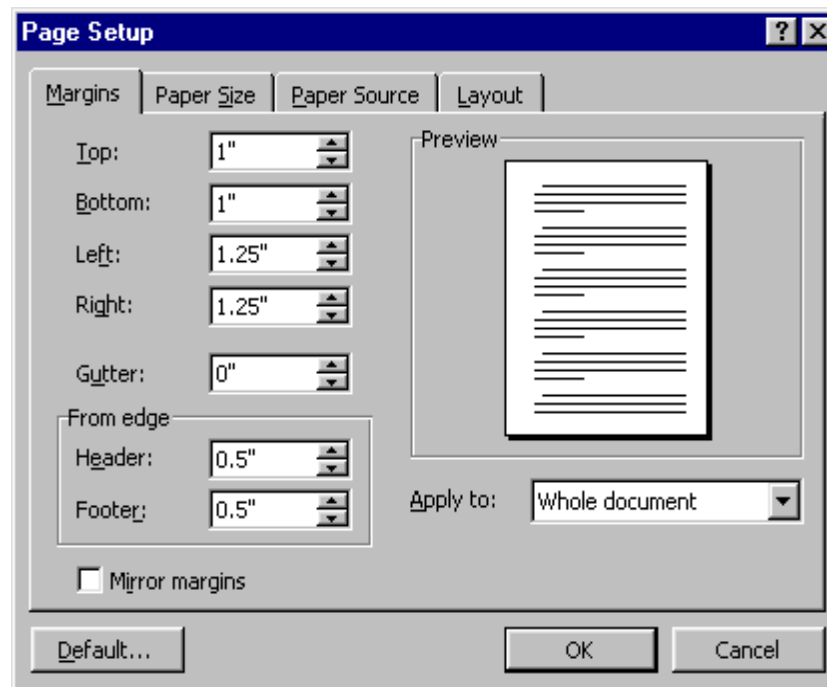 Page Setup
Margins Paper Size Paper Source Layout
Top: 1"
Bottom: 1"
Left: 1.25"
Right: 1.25"
Gutter: 0"
From edge
Header: 0.5"
Footer: 0.5"
Mirror margins
Preview
Apply to: Whole document
Default... OK Cancel